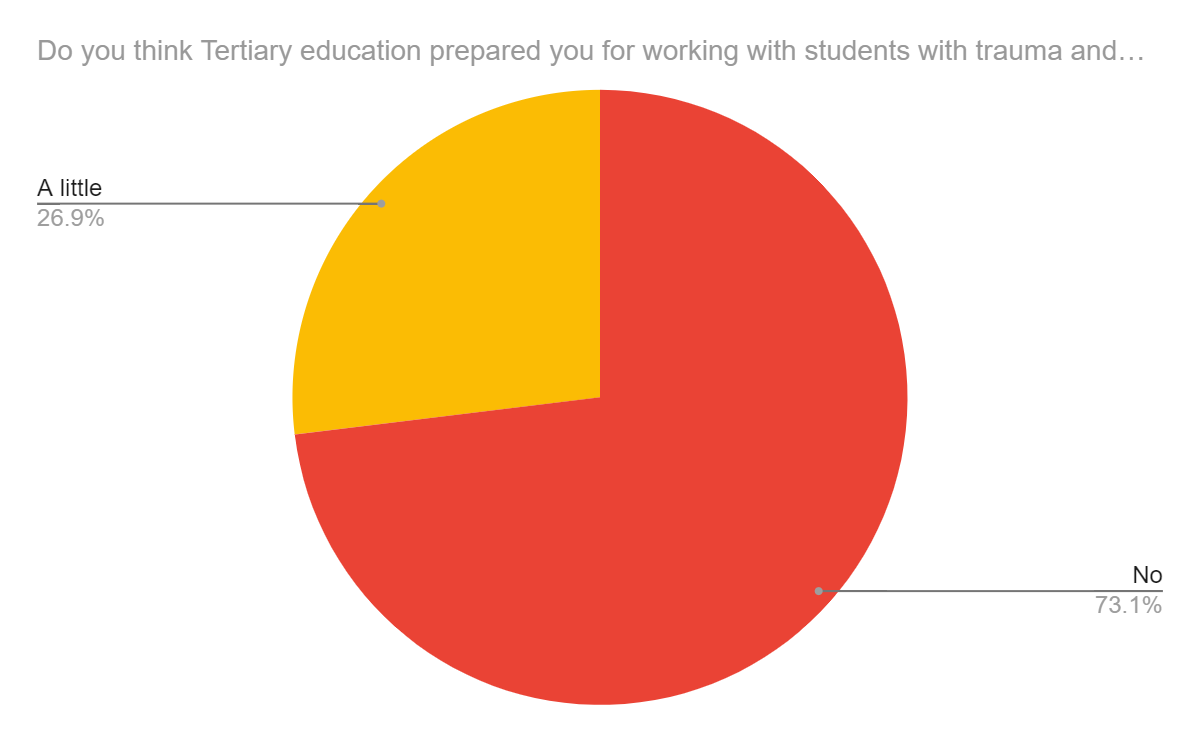 Do you think Tertiary education prepared you for working with students with trauma and…
A little
26.9%
No
73.1%